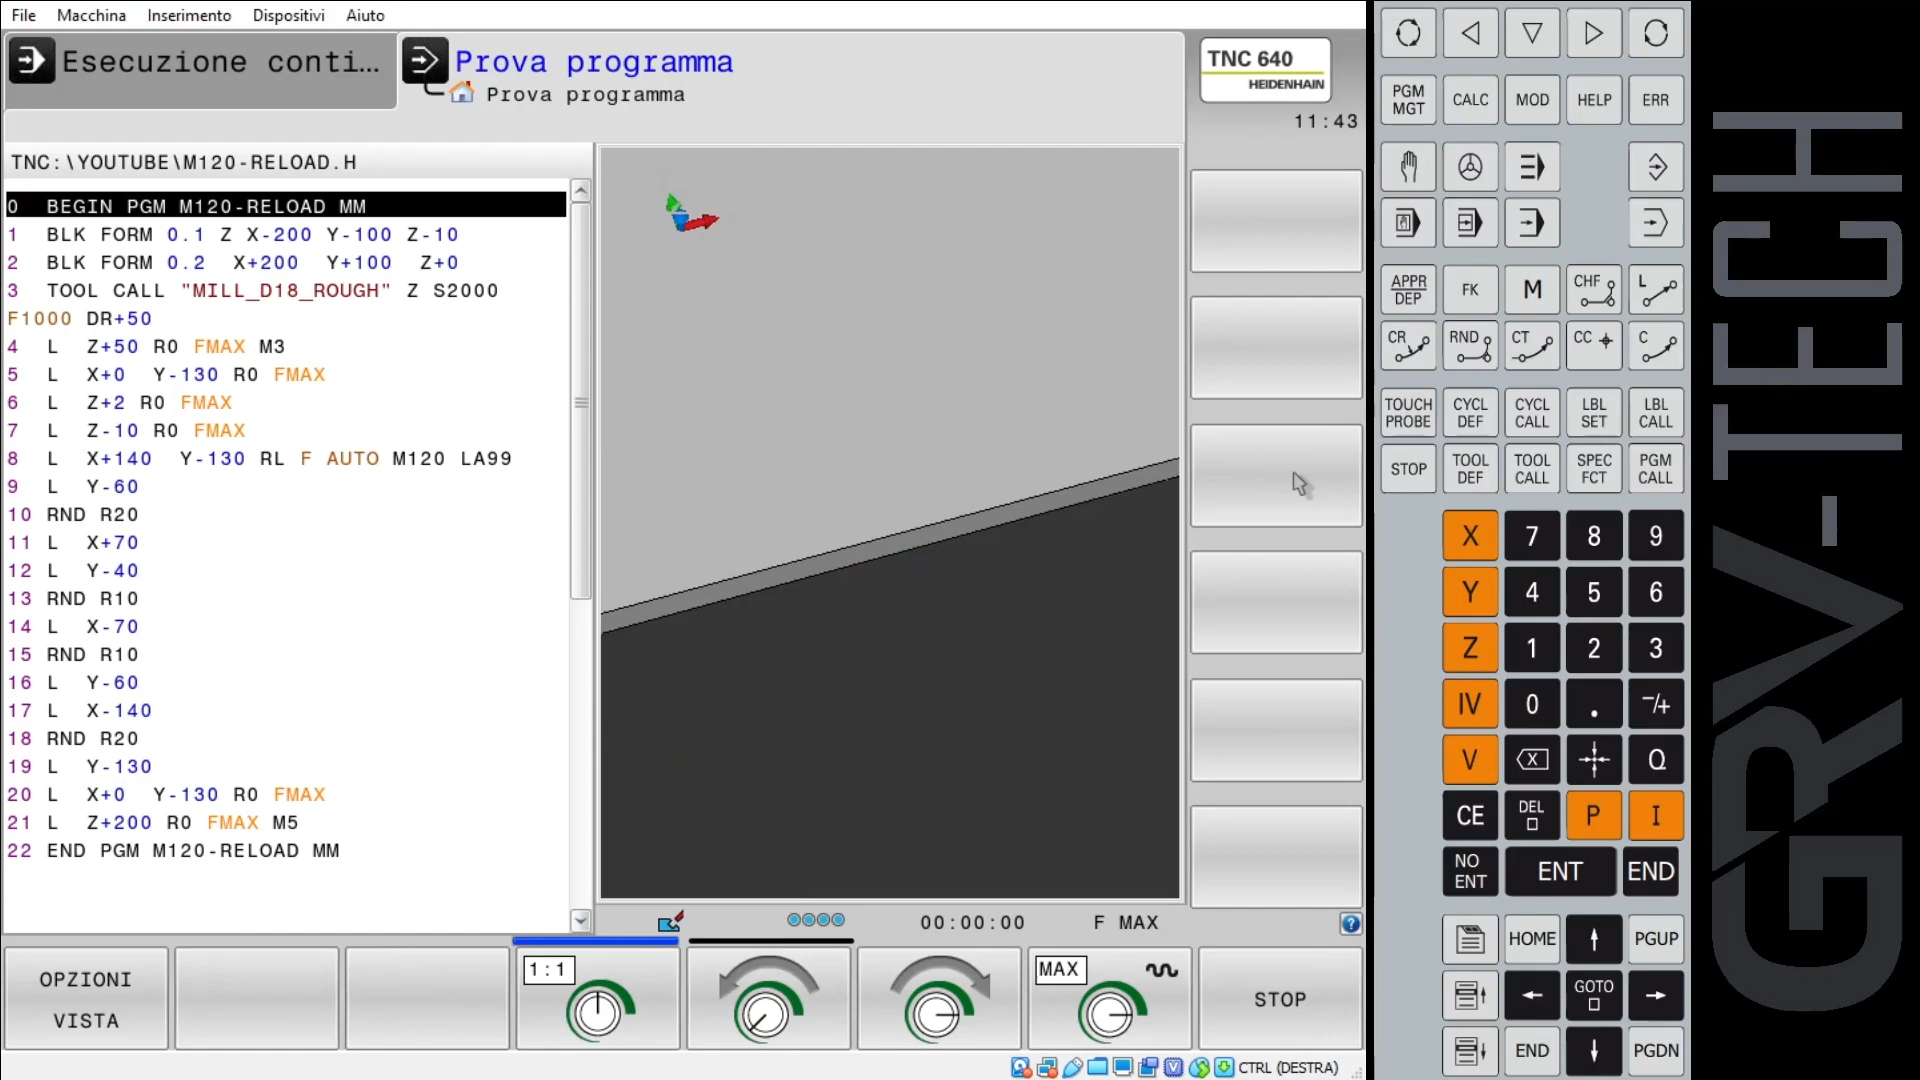 File Macchina Inserimento Dispositivi Aiuto
Esecuzione conti...
Prova programma
Prova programma
TNC 640
HEIDENHAIN
11:43
TNC:\YOUTUBE\M120-RELOAD.H
0 BEGIN PGM M120-RELOAD MM
1 BLK FORM 0.1 Z X-200 Y-100 Z-10
2 BLK FORM 0.2 X+200 Y+100 Z+0
3 TOOL CALL "MILL_D18_ROUGH" Z S2000
F1000 DR+50
4 L Z+50 R0 FMAX M3
5 L X+0 Y-130 R0 FMAX
6 L Z+2 R0 FMAX
7 L Z-10 R0 FMAX
8 L X+140 Y-130 RL F AUTO M120 LA99
9 L Y-60
10 RND R20
11 L X+70
12 L Y-40
13 RND R10
14 L X-70
15 RND R10
16 L Y-60
17 L X-140
18 RND R20
19 L Y-130
20 L X+0 Y-130 R0 FMAX
21 L Z+200 R0 FMAX M5
22 END PGM M120-RELOAD MM
00:00:00 F MAX
OPZIONI
VISTA
1:1
MAX
STOP
CTRL (DESTRA)
PGM
MGT
CALC
MOD
HELP
ERR
APPR
DEP
FK
M
CHF
L
CR
RND
CT
CC
C
TOUCH
PROBE
CYCL
DEF
CYCL
CALL
LBL
SET
LBL
CALL
STOP
TOOL
DEF
TOOL
CALL
SPEC
FCT
PGM
CALL
X 7 8 9
Y 4 5 6
Z 1 2 3
IV 0 . -/+
V X Q
CE
DEL
P I
NO
ENT
ENT
END
HOME
PGUP
GOTO
END
PGDN
GRV-TECH